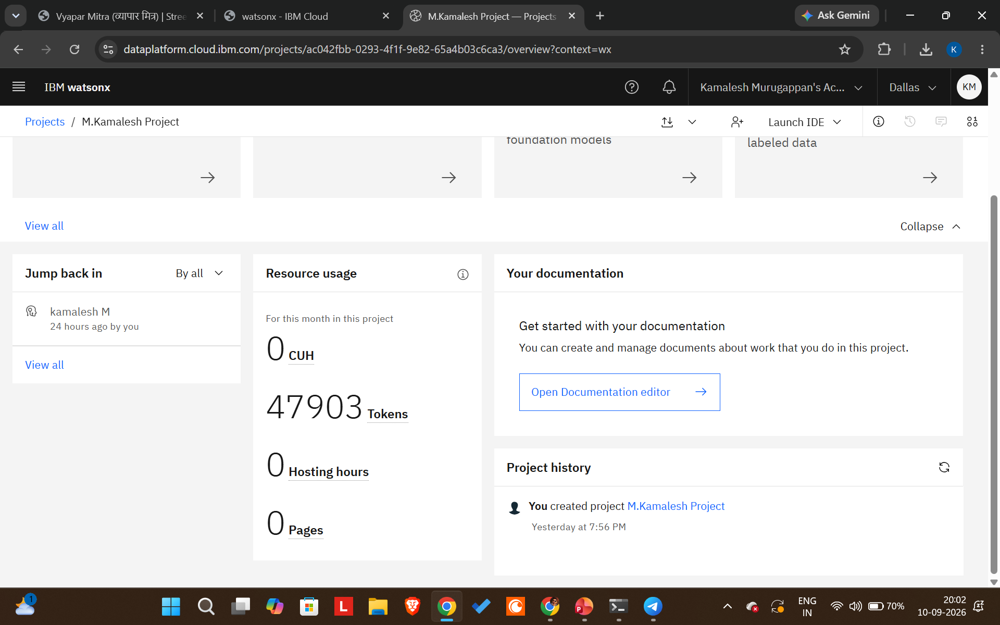 Vyapar Mitra (व्यापार मित्र) | Stree
watsonx - IBM Cloud
M.Kamalesh Project — Projects
Ask Gemini
dataplatform.cloud.ibm.com/projects/ac042fbb-0293-4f1f-9e82-65a4b03c6ca3/overview?context=wx
K
IBM watsonx
Kamalesh Murugappan's Ac...
Dallas
KM
Projects / M.Kamalesh Project
Launch IDE
foundation models
labeled data
View all
Collapse
Jump back in
By all
kamalesh M
24 hours ago by you
View all
Resource usage
For this month in this project
0 CUH
47903 Tokens
0 Hosting hours
0 Pages
Your documentation
Get started with your documentation
You can create and manage documents about work that you do in this project.
Open Documentation editor
Project history
You created project M.Kamalesh Project
Yesterday at 7:56 PM
1
L
P
ENG
IN
70%
20:02
10-09-2026